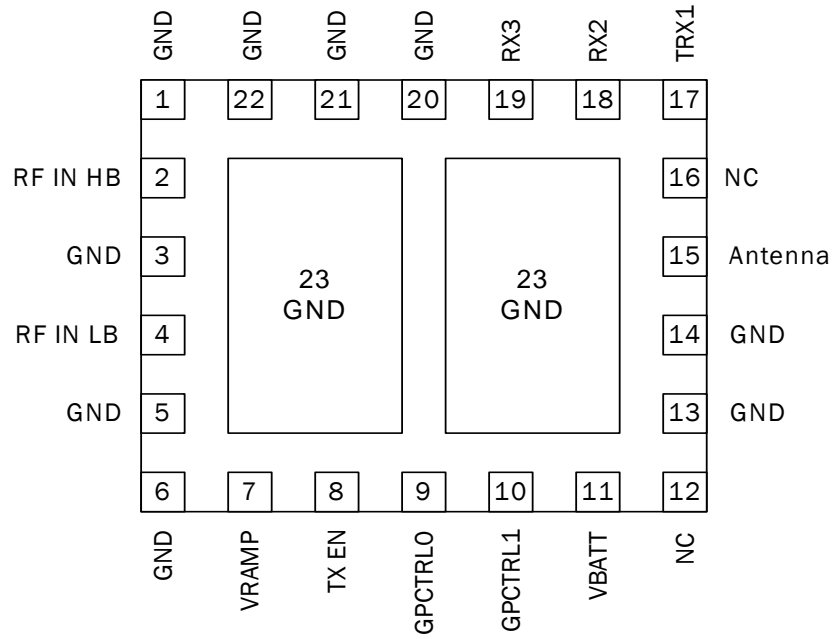 GND
GND
GND
GND
RX3
RX2
TRX1
1
22
21
20
19
18
17
RF IN HB
2
16
NC
GND
3
15
Antenna
23
GND
23
GND
RF IN LB
4
14
GND
GND
5
13
GND
6
7
8
9
10
11
12
GND
VRAMP
TX EN
GPCTRL0
GPCTRL1
VBATT
NC